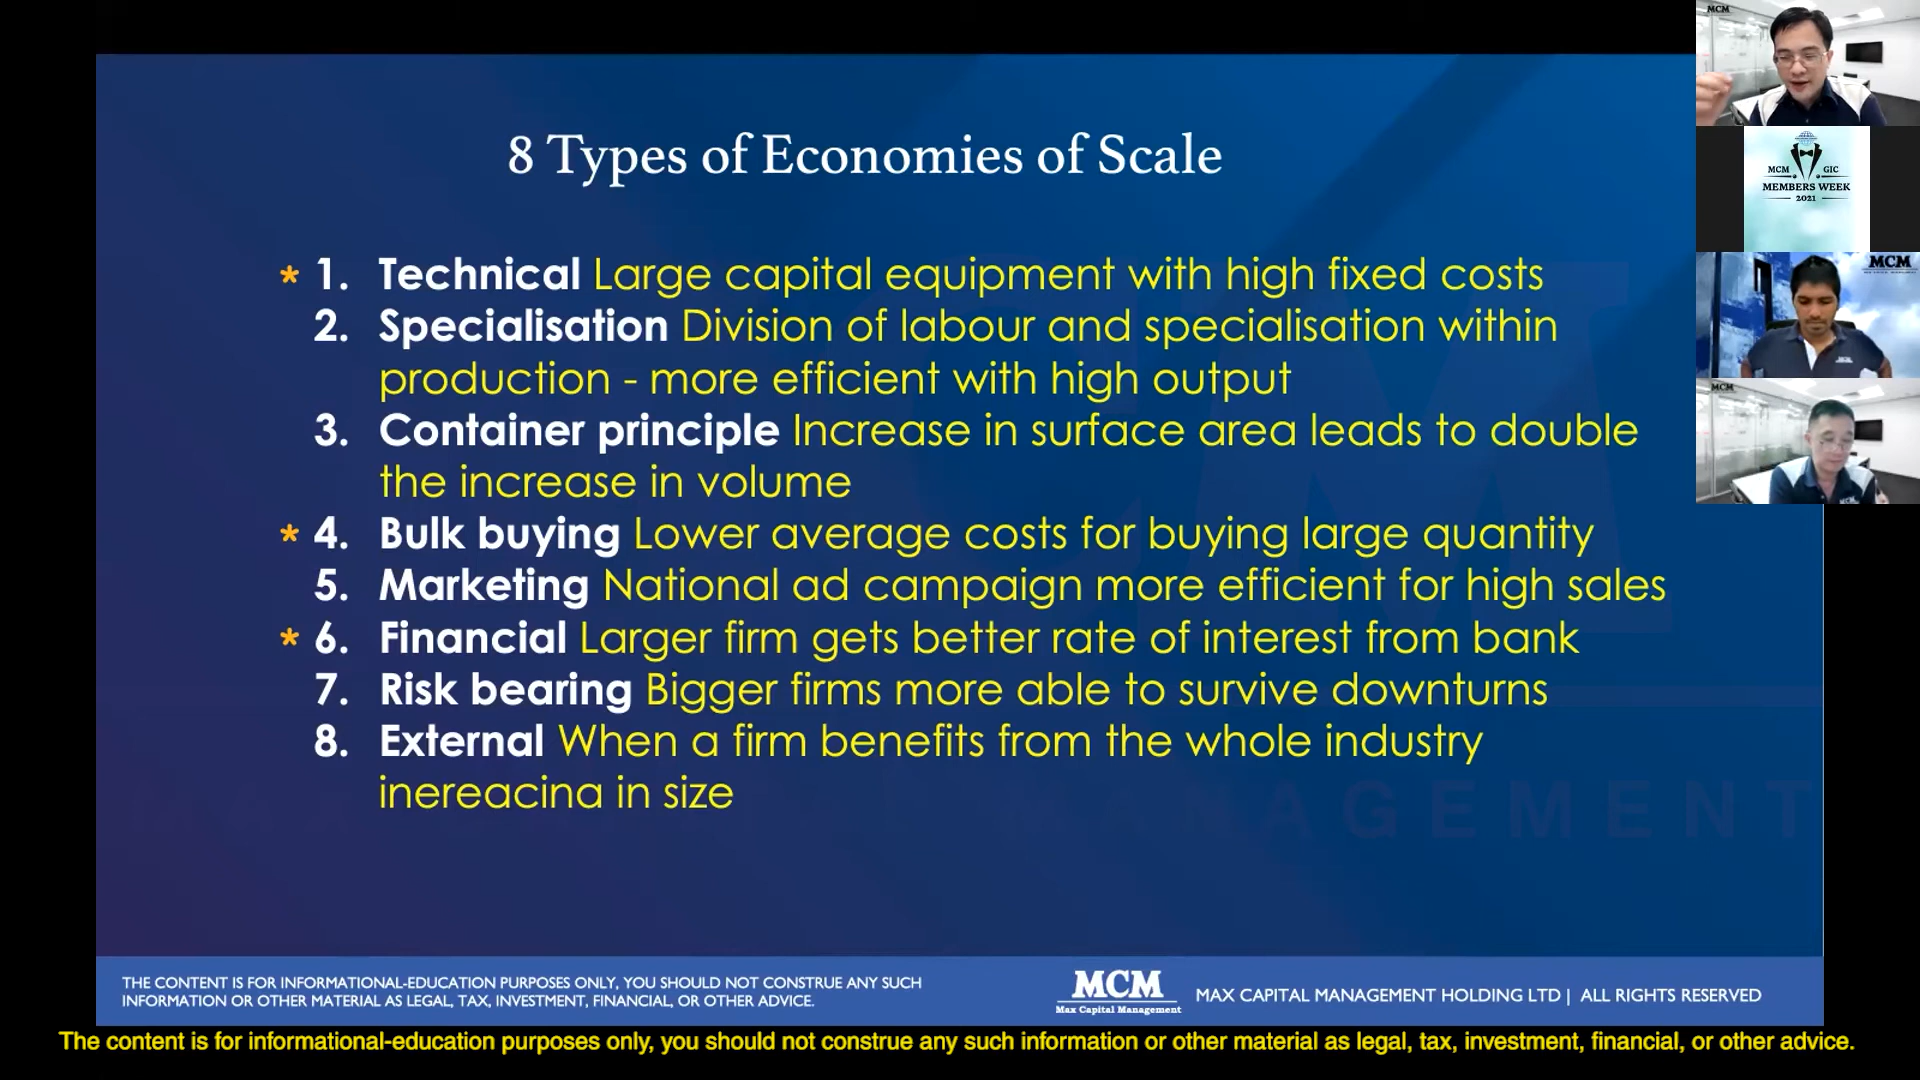 8 Types of Economies of Scale
* 1. Technical Large capital equipment with high fixed costs
2. Specialisation Division of labour and specialisation within
production - more efficient with high output
3. Container principle Increase in surface area leads to double
the increase in volume
* 4. Bulk buying Lower average costs for buying large quantity
5. Marketing National ad campaign more efficient for high sales
* 6. Financial Larger firm gets better rate of interest from bank
7. Risk bearing Bigger firms more able to survive downturns
8. External When a firm benefits from the whole industry
inereacina in size
MANAGEMENT
THE CONTENT IS FOR INFORMATIONAL-EDUCATION PURPOSES ONLY, YOU SHOULD NOT CONSTRUE ANY SUCH
INFORMATION OR OTHER MATERIAL AS LEGAL, TAX, INVESTMENT, FINANCIAL, OR OTHER ADVICE.
MCM
Max Capital Management
MAX CAPITAL MANAGEMENT HOLDING LTD | ALL RIGHTS RESERVED
The content is for informational-education purposes only, you should not construe any such information or other material as legal, tax, investment, financial, or other advice.
MCM
MCM GIC
MEMBERS WEEK
2021
MCM
MCM
MCM